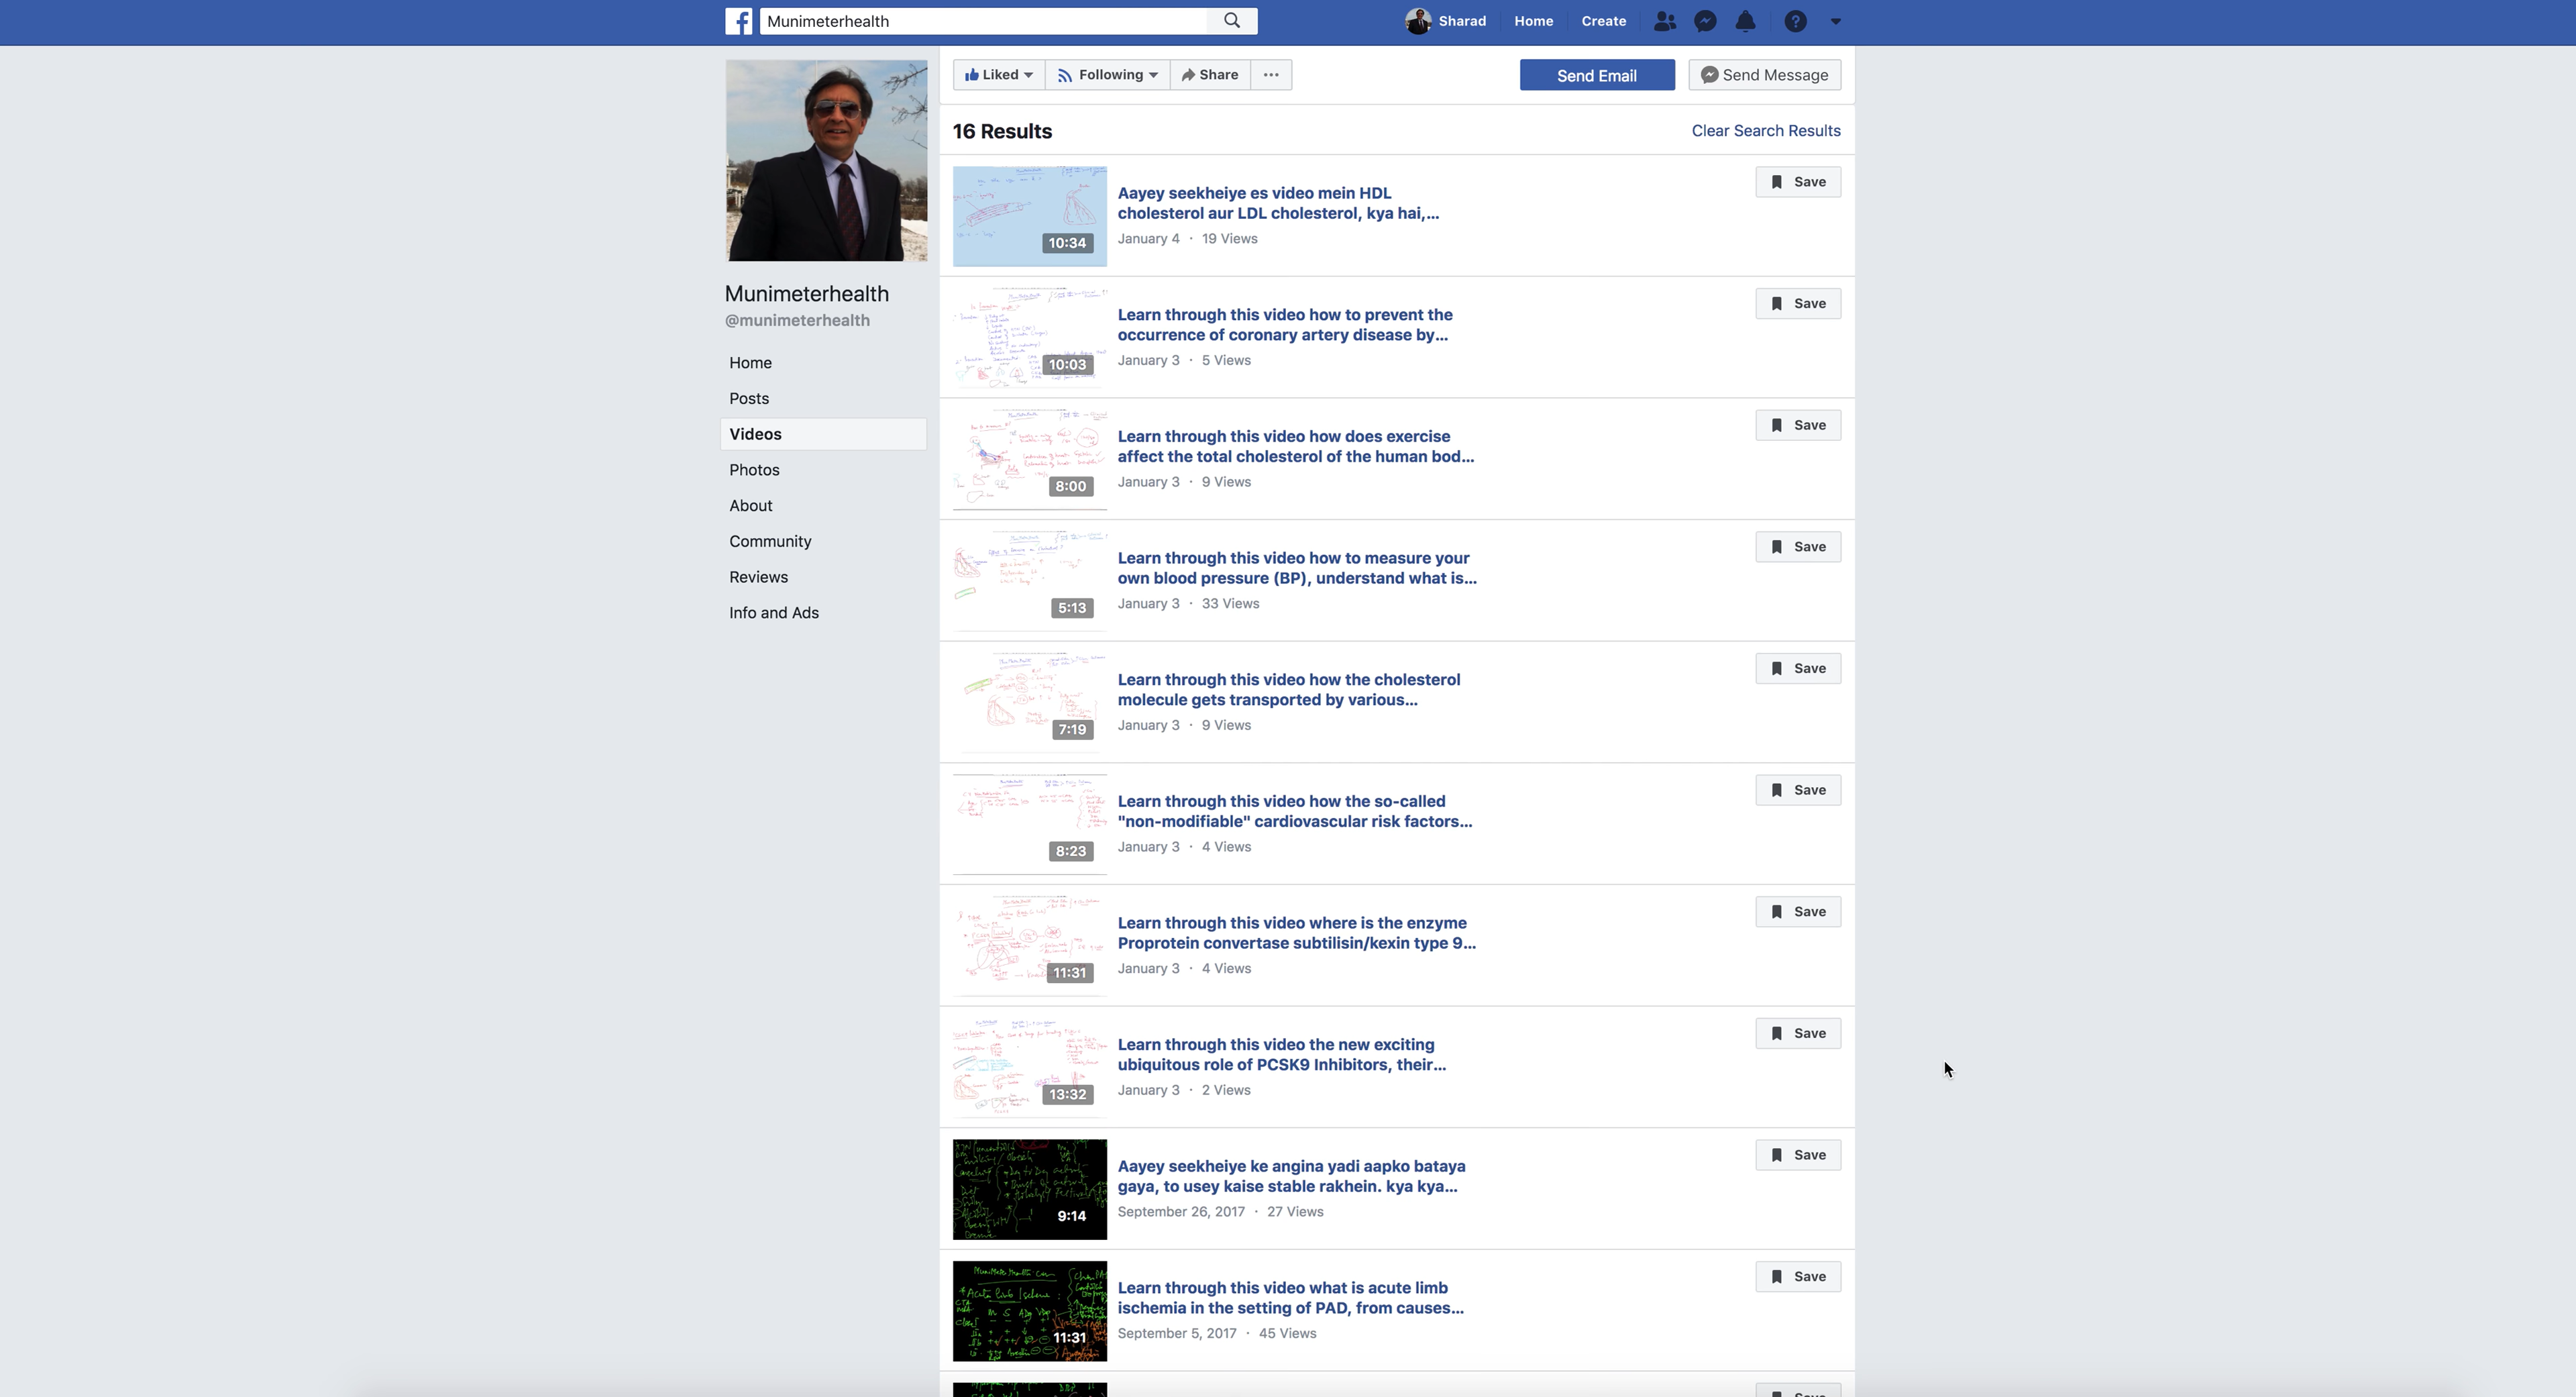 Munimeterhealth
Sharad
Home
Create
Liked
Following
Share
Send Email
Send Message
Munimeterhealth
@munimeterhealth
Home
Posts
Videos
Photos
About
Community
Reviews
Info and Ads
16 Results
Clear Search Results
10:34
Aayey seekheiye es video mein HDL
cholesterol aur LDL cholesterol, kya hai,...
January 4 · 19 Views
Save
10:03
Learn through this video how to prevent the
occurrence of coronary artery disease by...
January 3 · 5 Views
Save
8:00
Learn through this video how does exercise
affect the total cholesterol of the human bod...
January 3 · 9 Views
Save
5:13
Learn through this video how to measure your
own blood pressure (BP), understand what is...
January 3 · 33 Views
Save
7:19
Learn through this video how the cholesterol
molecule gets transported by various...
January 3 · 9 Views
Save
8:23
Learn through this video how the so-called
"non-modifiable" cardiovascular risk factors...
January 3 · 4 Views
Save
11:31
Learn through this video where is the enzyme
Proprotein convertase subtilisin/kexin type 9...
January 3 · 4 Views
Save
13:32
Learn through this video the new exciting
ubiquitous role of PCSK9 Inhibitors, their...
January 3 · 2 Views
Save
9:14
Aayey seekheiye ke angina yadi aapko bataya
gaya, to usey kaise stable rakhein. kya kya...
September 26, 2017 · 27 Views
Save
11:31
Learn through this video what is acute limb
ischemia in the setting of PAD, from causes...
September 5, 2017 · 45 Views
Save